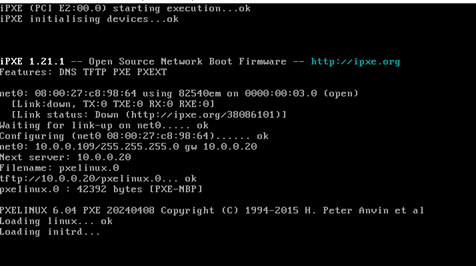 iPXE (PCI E2:00.0) starting execution...ok
iPXE initialising devices...ok
iPXE 1.21.1 -- Open Source Network Boot Firmware -- http://ipxe.org
Features: DNS TFTP PXE PXEXT
net0: 08:00:27:c8:98:64 using 82540em on 0000:00:03.0 (open)
[Link:down, TX:0 TXE:0 RX:0 RXE:0]
[Link status: Down (http://ipxe.org/38086101)]
Waiting for link-up on net0..... ok
Configuring (net0 08:00:27:c8:98:64)...... ok
net0: 10.0.0.109/255.255.255.0 gw 10.0.0.20
Next server: 10.0.0.20
Filename: pxelinux.0
tftp://10.0.0.20/pxelinux.0... ok
pxelinux.0 : 42392 bytes [PXE-NBP]
PXELINUX 6.04 PXE 20240408 Copyright (C) 1994-2015 H. Peter Anvin et al
Loading linux... ok
Loading initrd...